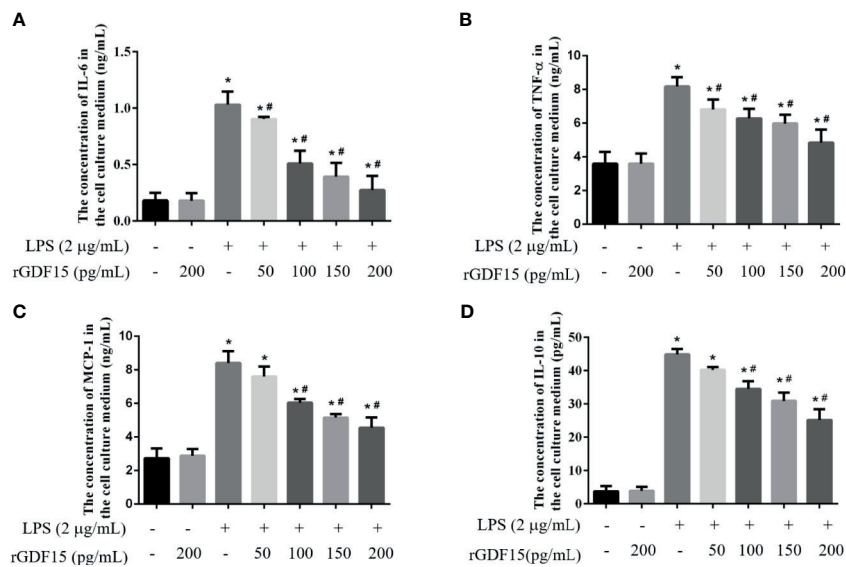 A
The concentration of IL-6 in
the cell culture medium (ng/mL)
1.5
1.0
0.5
0.0
*
* #
* #
* #
* #
LPS (2 μg/mL) - - + + + + +
rGDF15 (pg/mL) - 200 - 50 100 150 200
B
The concentration of TNF-α in
the cell culture medium (ng/mL)
10
8
6
4
2
0
*
* #
* #
* #
* #
LPS (2 μg/mL) - - + + + + +
rGDF15 (pg/mL) - 200 - 50 100 150 200
C
The concentration of MCP-1 in
the cell culture medium (ng/mL)
10
8
6
4
2
0
*
*
* #
* #
* #
LPS (2 μg/mL) - - + + + + +
rGDF15 (pg/mL) - 200 - 50 100 150 200
D
The concentration of IL-10 in
the cell culture medium (pg/mL)
50
40
30
20
10
0
*
*
* #
* #
* #
LPS (2 μg/mL) - - + + + + +
rGDF15(pg/mL) - 200 - 50 100 150 200